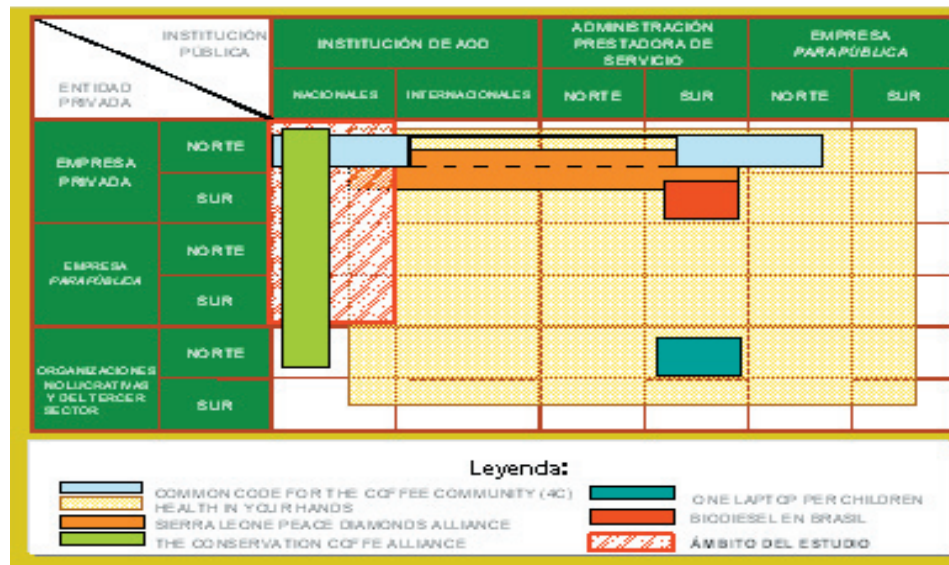 INSTITUCIÓN
PÚBLICA
ENTIDAD
PRIVADA
INSTITUCIÓN DE AOD
ADMINISTRACIÓN
PRESTADORA DE
SERVICIO
EMPRESA
PARAPÚBLICA
NACIONALES
INTERNACIONALES
NORTE
SUR
NORTE
SUR
EMPRESA
PRIVADA
NORTE
SUR
EMPRESA
PARAPÚBLICA
NORTE
SUR
ORGANIZACIONES
NO LUCRATIVAS
Y DEL TERCER
SECTOR
NORTE
SUR
Leyenda:
COMMON CODE FOR THE COFFEE COMMUNITY (4C)
HEALTH IN YOUR HANDS
SIERRA LEONE PEACE DIAMONDS ALLIANCE
THE CONSERVATION COFFE ALLIANCE
ONE LAPTOP PER CHILDREN
BIODIESEL EN BRASIL
ÁMBITO DEL ESTUDIO